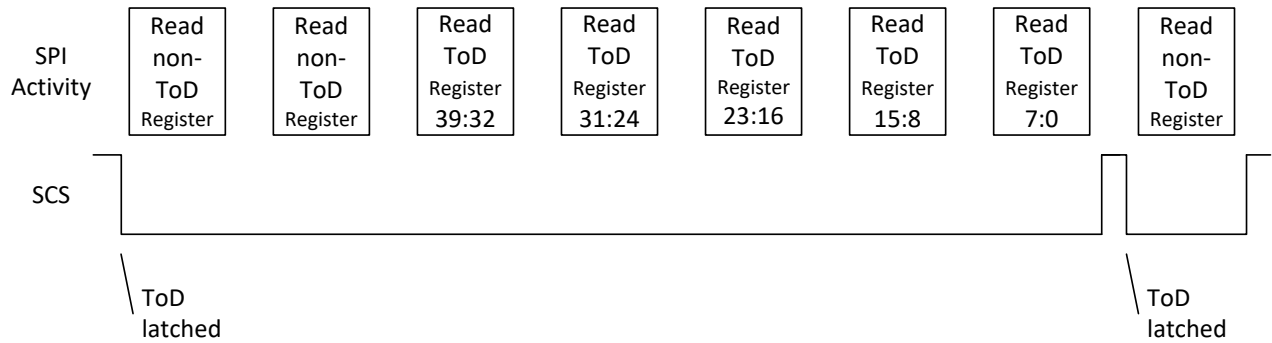 SPI
Activity
Read
non-
ToD
Register
Read
non-
ToD
Register
Read
ToD
Register
39:32
Read
ToD
Register
31:24
Read
ToD
Register
23:16
Read
ToD
Register
15:8
Read
ToD
Register
7:0
Read
non-
ToD
Register
SCS
ToD
latched
ToD
latched